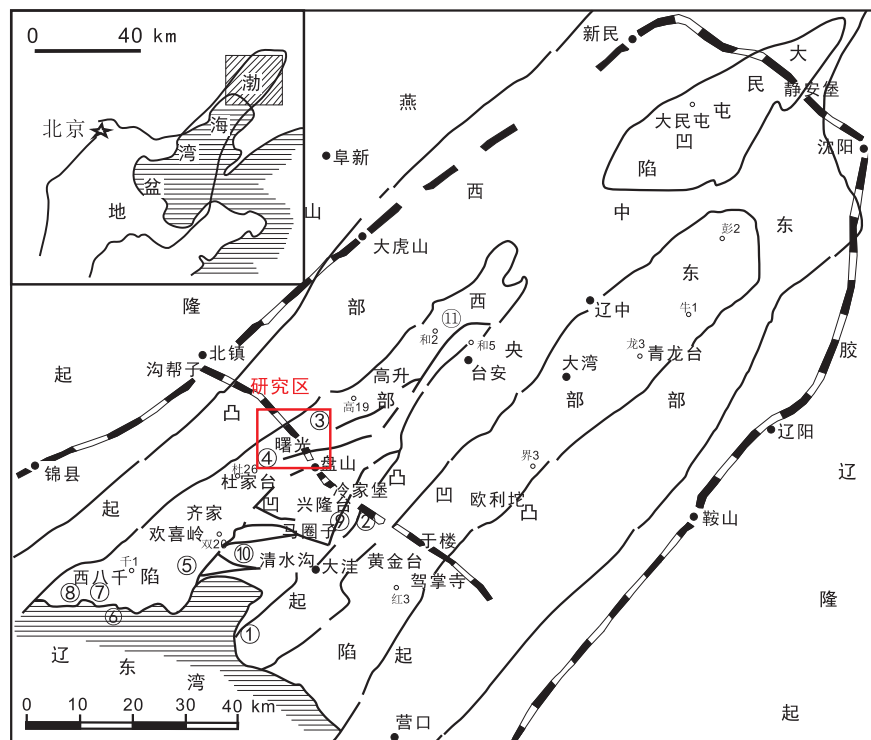 0 40 km
渤
海
湾
盆
地
北京
新民
大
民
屯
凹
陷
静安堡
大民屯
沈阳
燕
山
隆
起
阜新
西
部
凸
起
中
央
部
凸
起
东
部
凸
起
大虎山
彭2
东
部
凹
陷
牛1
辽中
龙3
青龙台
西
部
凹
陷
⑪
和2
和5
台安
大湾
北镇
沟帮子
研究区
高升
高19
③
曙光
④
盘山
杜26
杜家台
冷家堡
锦县
界3
欧利坨
辽阳
鞍山
胶
辽
隆
起
齐家
兴隆台
⑨
②
欢喜岭
双20
马圈子
于楼
⑩
清水沟
大洼
黄金台
驾掌寺
红3
千1
西八千
⑤
⑧
⑦
⑥
①
辽
东
湾
营口
0 10 20 30 40 km